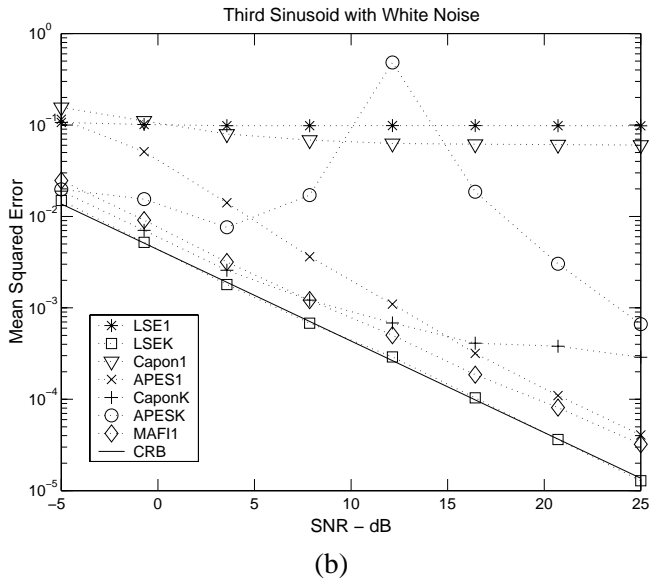 Third Sinusoid with White Noise
10^0
10^-1
10^-2
10^-3
10^-4
10^-5
Mean Squared Error
LSE1
LSEK
Capon1
APES1
CaponK
APESK
MAFI1
CRB
−5 0 5 10 15 20 25
SNR − dB
(b)